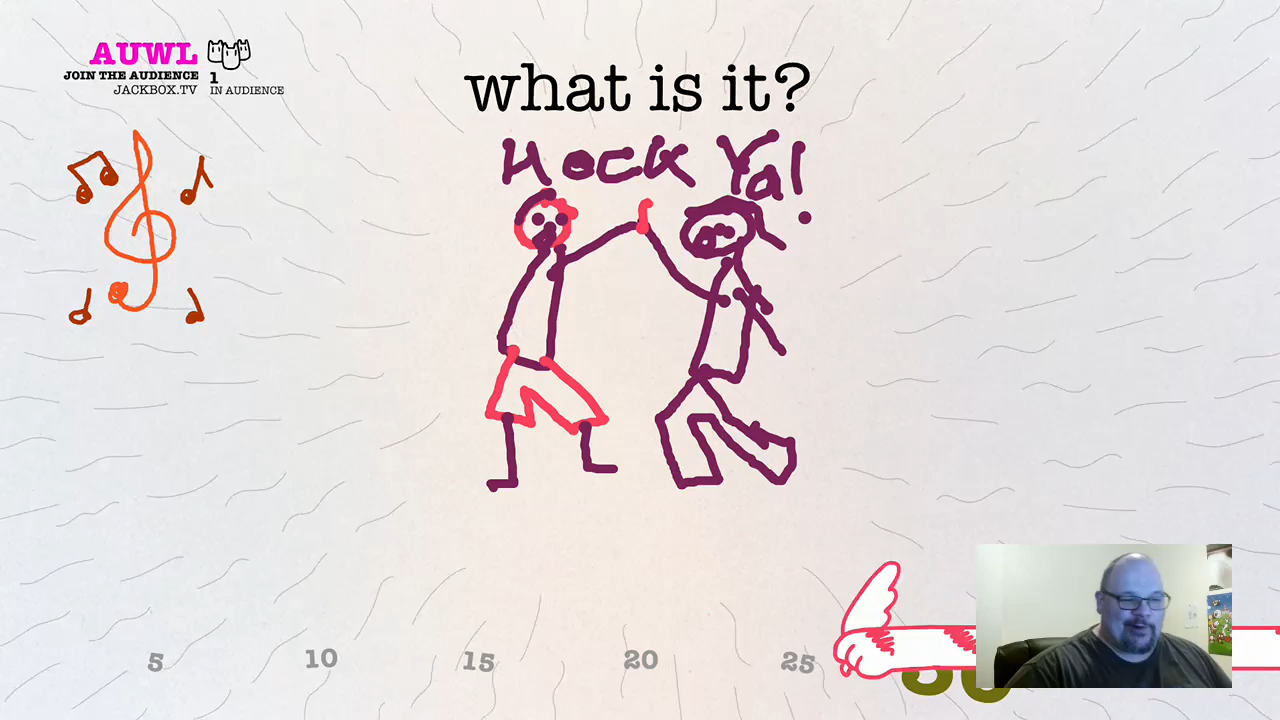 AUWL
JOIN THE AUDIENCE
JACKBOX.TV
1
IN AUDIENCE
what is it?
Hock Ya!
5
10
15
20
25